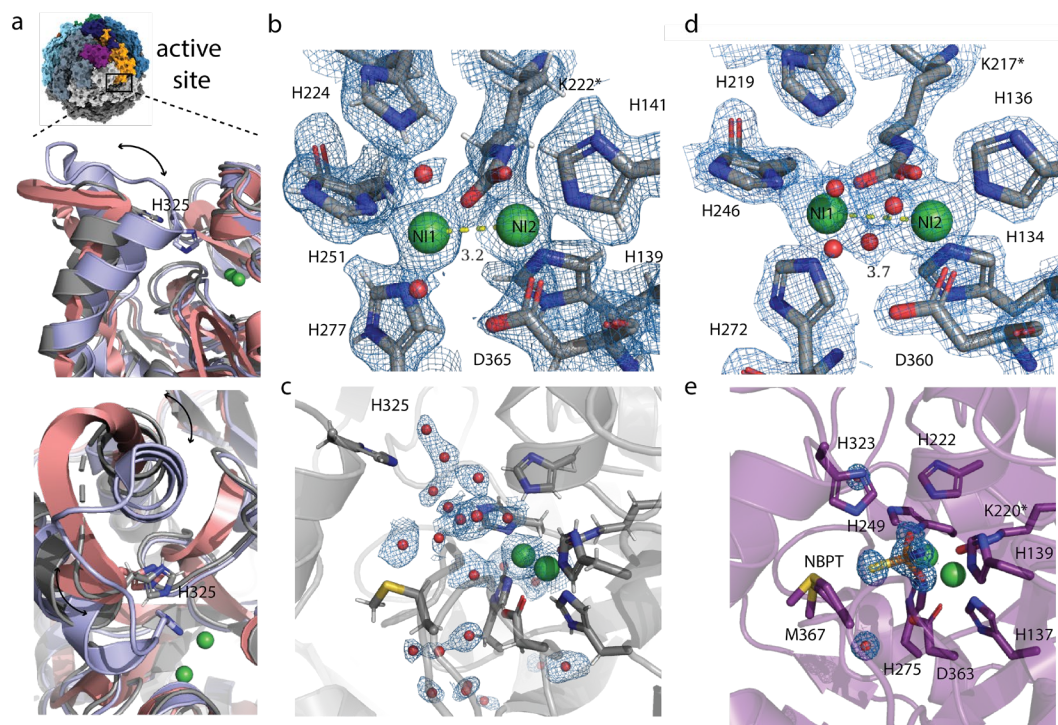 a
active
site
H325
H325
b
H224
K222*
H141
NI1
NI2
3.2
H251
H139
H277
D365
c
H325
d
H219
K217*
H136
H246
NI1
NI2
H134
3.7
H272
D360
e
H323
H222
K220*
H249
H139
NBPT
M367
H137
H275
D363